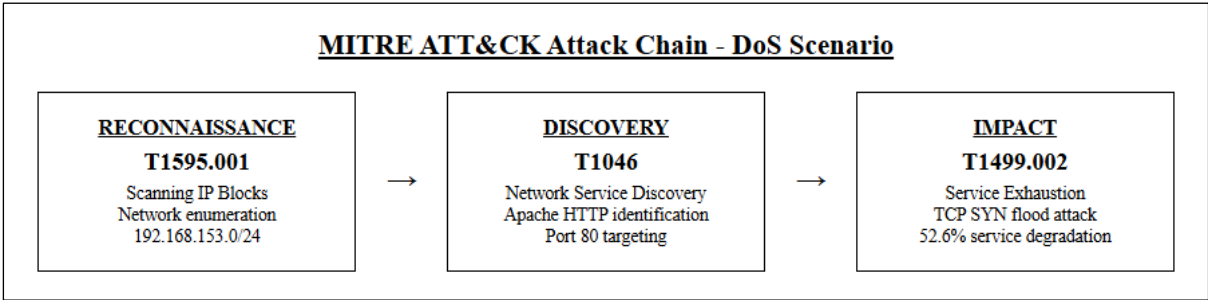 MITRE ATT&CK Attack Chain - DoS Scenario
RECONNAISSANCE
T1595.001
Scanning IP Blocks
Network enumeration
192.168.153.0/24
→
DISCOVERY
T1046
Network Service Discovery
Apache HTTP identification
Port 80 targeting
→
IMPACT
T1499.002
Service Exhaustion
TCP SYN flood attack
52.6% service degradation